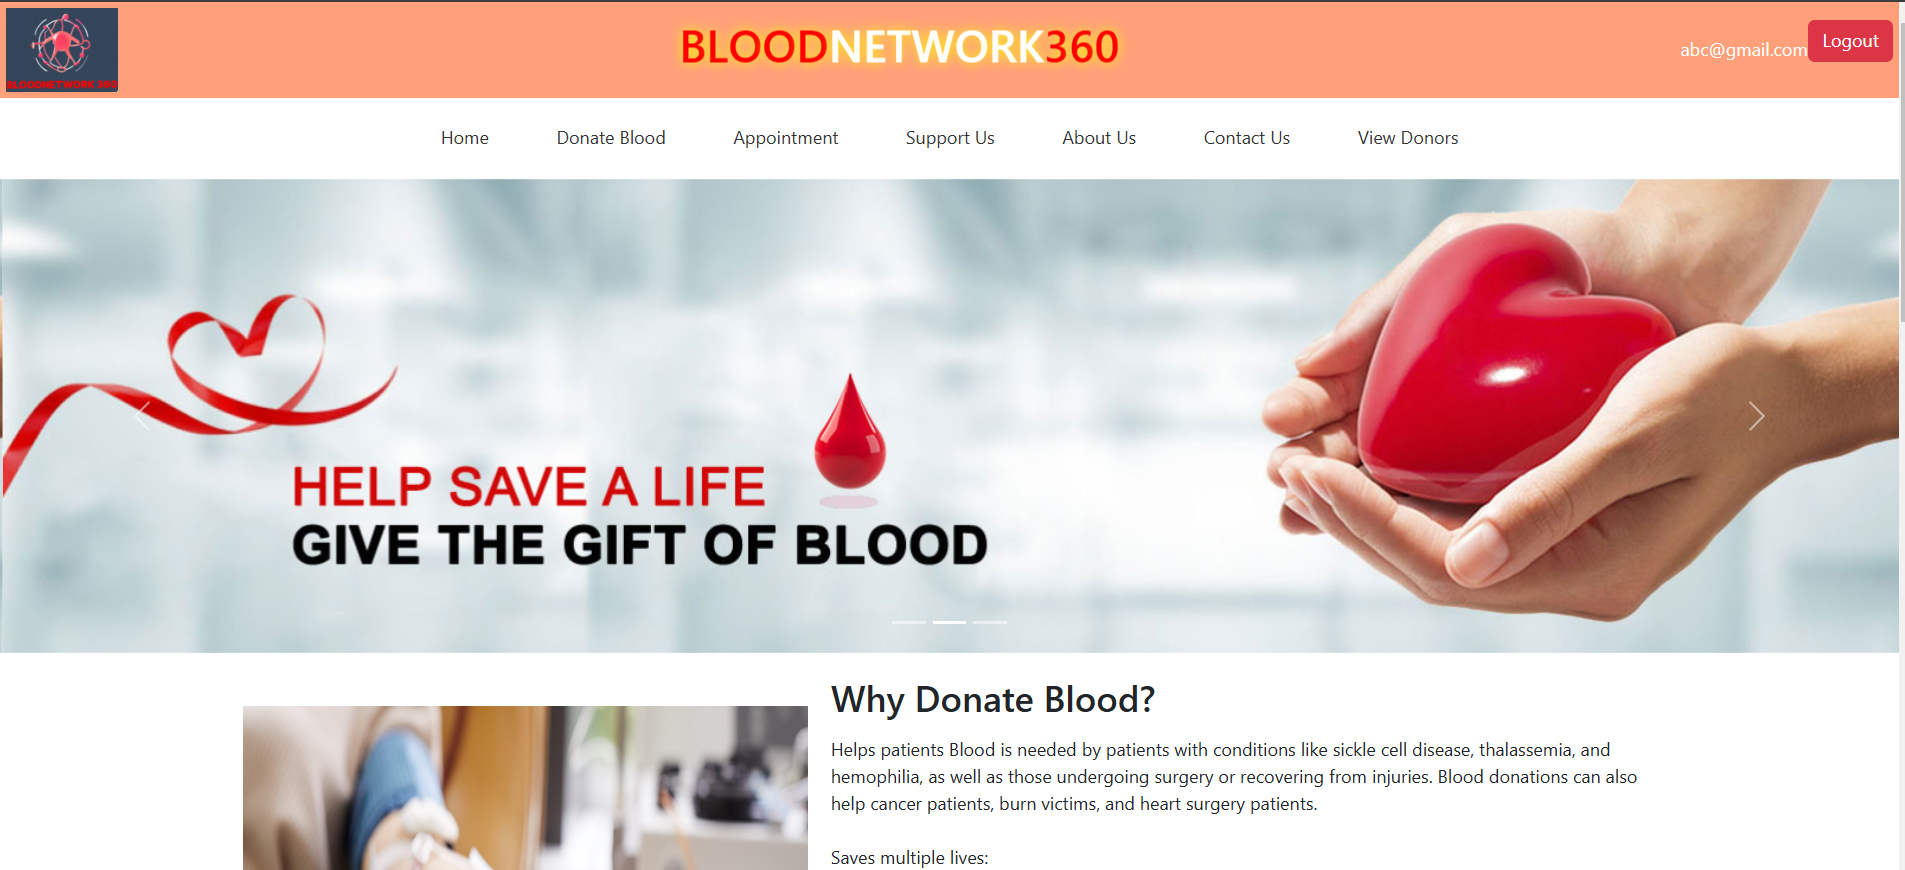 BLOODNETWORK 360
BLOODNETWORK360
abc@gmail.com
Logout
Home
Donate Blood
Appointment
Support Us
About Us
Contact Us
View Donors
HELP SAVE A LIFE
GIVE THE GIFT OF BLOOD
Why Donate Blood?
Helps patients Blood is needed by patients with conditions like sickle cell disease, thalassemia, and
hemophilia, as well as those undergoing surgery or recovering from injuries. Blood donations can also
help cancer patients, burn victims, and heart surgery patients.
Saves multiple lives: